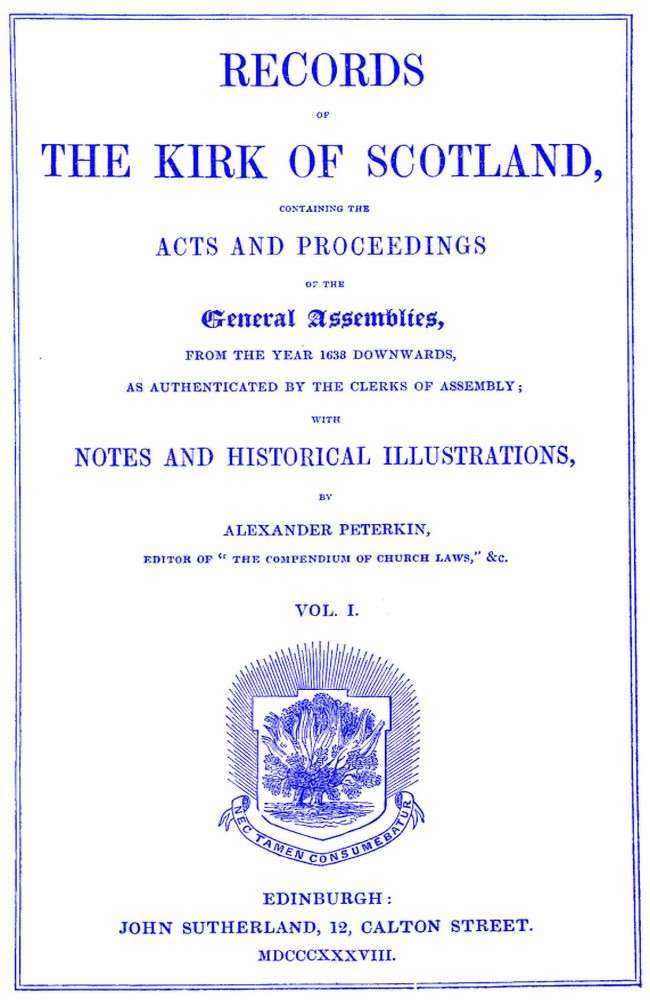 RECORDS
OF
THE KIRK OF SCOTLAND,
CONTAINING THE
ACTS AND PROCEEDINGS
OF THE
General Assemblies,
FROM THE YEAR 1638 DOWNWARDS,
AS AUTHENTICATED BY THE CLERKS OF ASSEMBLY;
WITH
NOTES AND HISTORICAL ILLUSTRATIONS,
BY
ALEXANDER PETERKIN,
EDITOR OF “ THE COMPENDIUM OF CHURCH LAWS,” &c.
VOL. I.
NEC TAMEN CONSUMEBATUR
EDINBURGH:
JOHN SUTHERLAND, 12, CALTON STREET.
MDCCCXXXVIII.